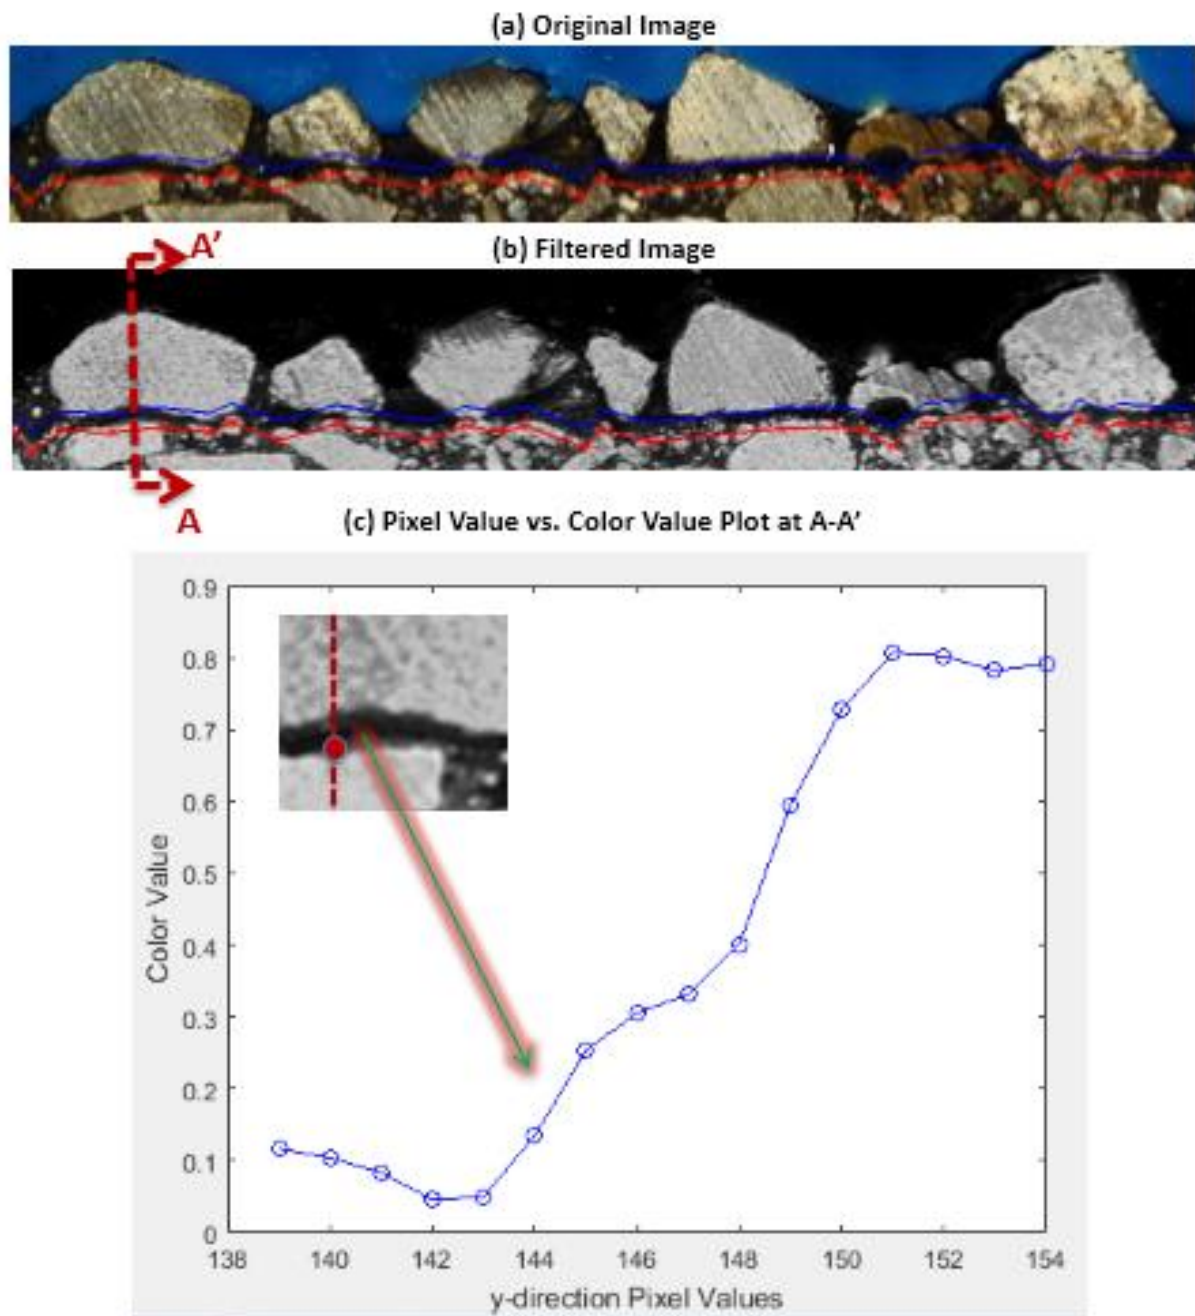 (a) Original Image
(b) Filtered Image
A'
A
(c) Pixel Value vs. Color Value Plot at A-A'
0.9
0.8
0.7
0.6
0.5
0.4
0.3
0.2
0.1
0
Color Value
138 140 142 144 146 148 150 152 154
y-direction Pixel Values